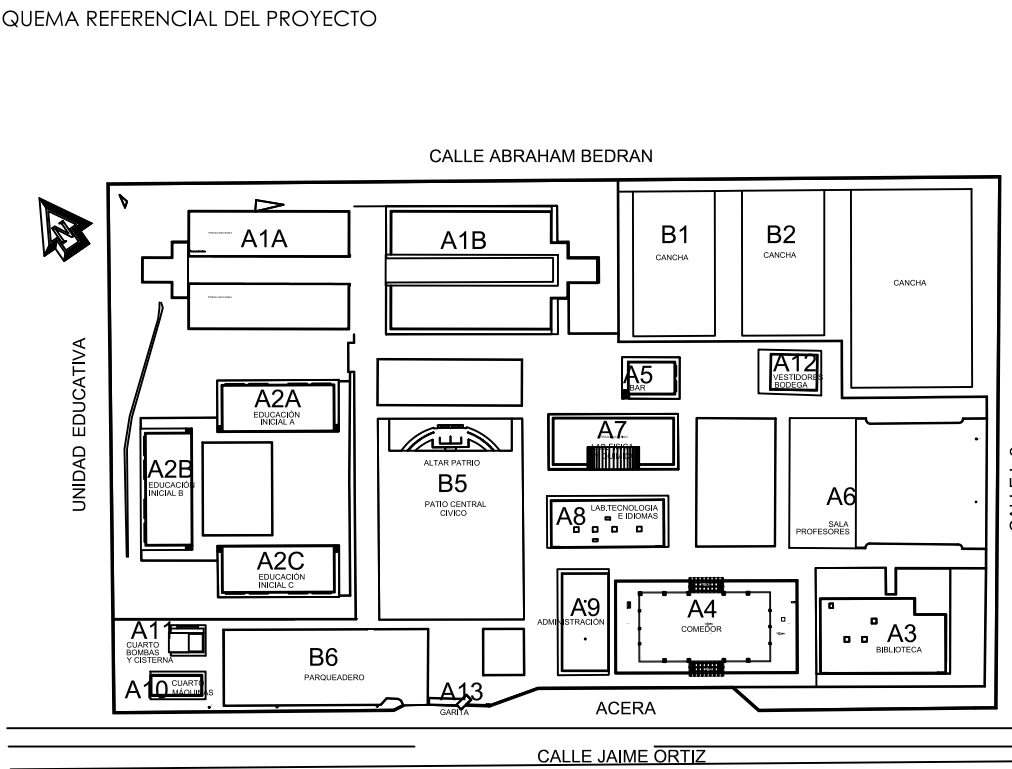 QUEMA REFERENCIAL DEL PROYECTO
CALLE ABRAHAM BEDRAN
N
A1A
A1B
B1
CANCHA
B2
CANCHA
CANCHA
UNIDAD EDUCATIVA
A2A
EDUCACIÓN
INICIAL A
A2B
EDUCACIÓN
INICIAL B
A2C
EDUCACIÓN
INICIAL C
ALTAR PATRIO
B5
PATIO CENTRAL
CIVICO
A5
BAR
A12
VESTIDORES
BODEGA
A7
LAB.FISICA
A8
LAB.TECNOLOGIA
E IDIOMAS
A6
SALA
PROFESORES
A9
ADMINISTRACIÓN
A4
COMEDOR
A3
BIBLIOTECA
A11
CUARTO
BOMBAS
Y CISTERNA
A10
CUARTO
MÁQUINAS
B6
PARQUEADERO
A13
GARITA
ACERA
CALLE JAIME ORTIZ